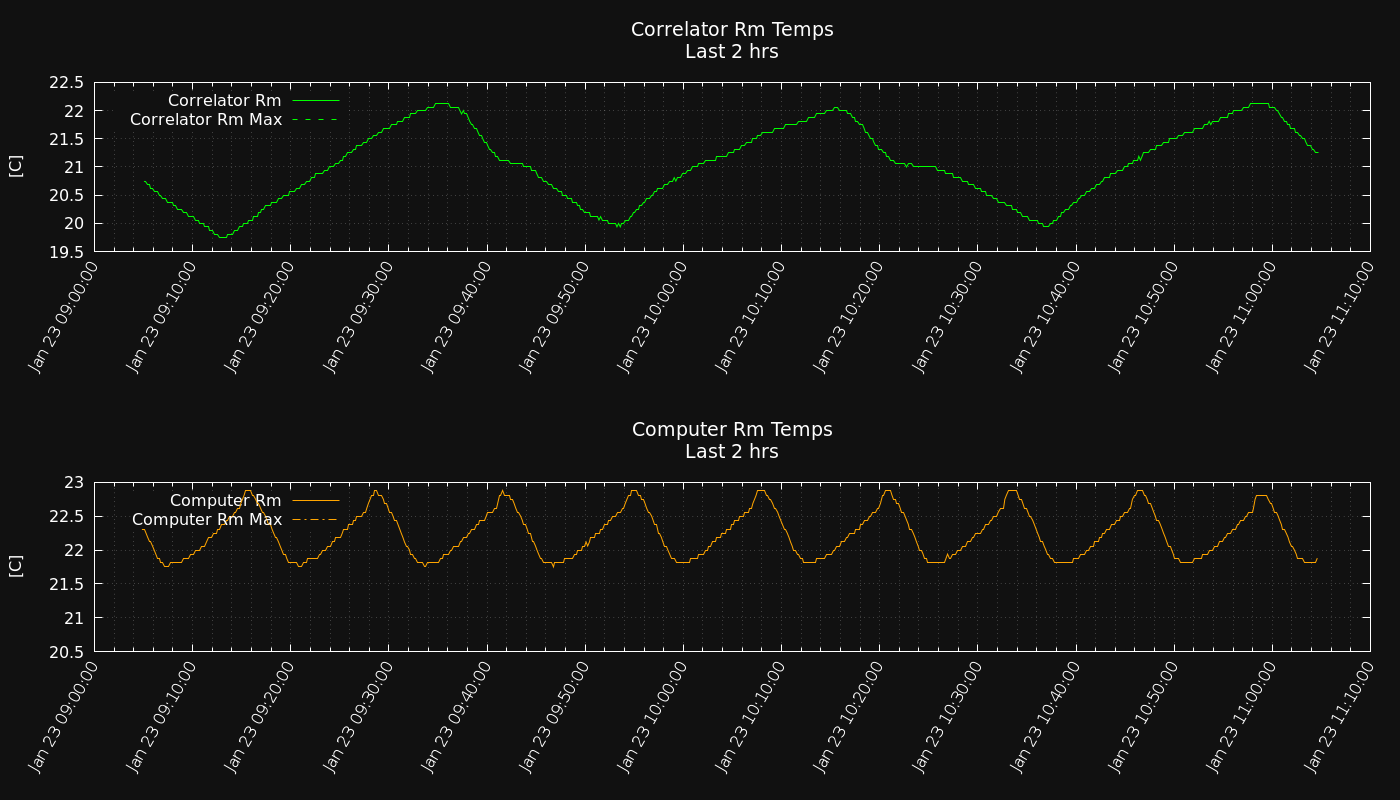 Correlator Rm Temps
Last 2 hrs
22.5
22
21.5
21
20.5
20
19.5
[C]
Correlator Rm
Correlator Rm Max
Jan 23 09:00:00
Jan 23 09:10:00
Jan 23 09:20:00
Jan 23 09:30:00
Jan 23 09:40:00
Jan 23 09:50:00
Jan 23 10:00:00
Jan 23 10:10:00
Jan 23 10:20:00
Jan 23 10:30:00
Jan 23 10:40:00
Jan 23 10:50:00
Jan 23 11:00:00
Jan 23 11:10:00
Computer Rm Temps
Last 2 hrs
23
22.5
22
21.5
21
20.5
[C]
Computer Rm
Computer Rm Max
Jan 23 09:00:00
Jan 23 09:10:00
Jan 23 09:20:00
Jan 23 09:30:00
Jan 23 09:40:00
Jan 23 09:50:00
Jan 23 10:00:00
Jan 23 10:10:00
Jan 23 10:20:00
Jan 23 10:30:00
Jan 23 10:40:00
Jan 23 10:50:00
Jan 23 11:00:00
Jan 23 11:10:00